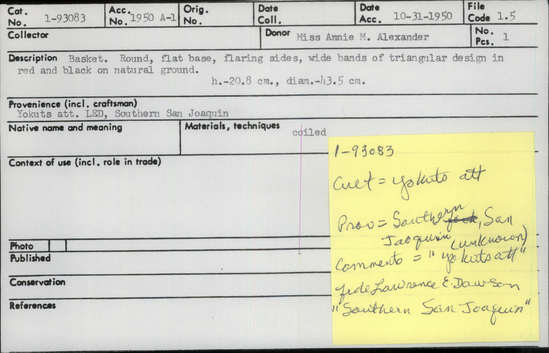 Cat. No. 1-93083 Acc. No. 1950 A-1 Orig. No. Date Coll. Date Acc. 10-31-1950 File Code 1.5
Collector Donor Miss Annie M. Alexander No. Pcs. 1
Description Basket. Round, flat base, flaring sides, wide bands of triangular design in
red and black on natural ground.
h.-20.8 cm., diam.-43.5 cm.
Provenience (incl. craftsman)
Yokuts att. LED, Southern San Joaquin
Native name and meaning Materials, techniques coiled
Context of use (incl. role in trade)
Photo
Published
Conservation
References
1-93083
Cult = yokuts att
Prov = Southern, San
Joaquin (unknown)
Comments = "yokuts att"
fide Lawrence E. Dawson
"Southern San Joaquin"